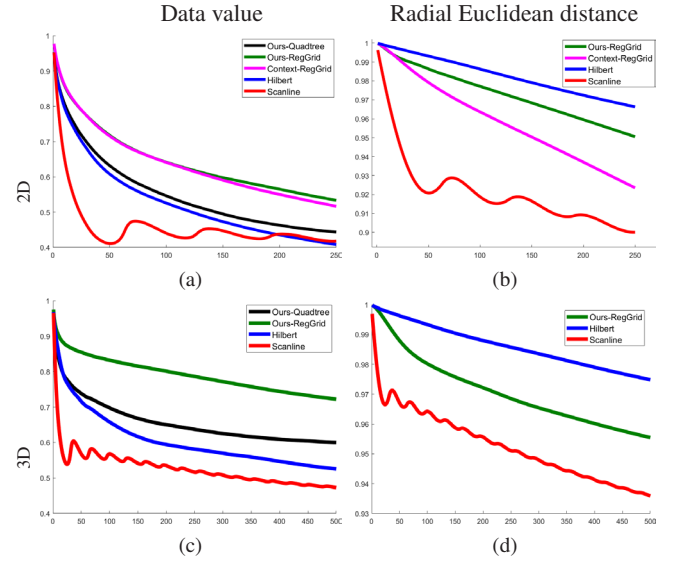 Data value
Radial Euclidean distance
2D
1
0.9
0.8
0.7
0.6
0.5
0.4
0 50 100 150 200 250
Ours-Quadtree
Ours-RegGrid
Context-RegGrid
Hilbert
Scanline
(a)
1
0.99
0.98
0.97
0.96
0.95
0.94
0.93
0.92
0.91
0.9
0 50 100 150 200 250
Ours-RegGrid
Context-RegGrid
Hilbert
Scanline
(b)
3D
1
0.9
0.8
0.7
0.6
0.5
0.4
0 50 100 150 200 250 300 350 400 450 500
Ours-Quadtree
Ours-RegGrid
Hilbert
Scanline
(c)
1
0.99
0.98
0.97
0.96
0.95
0.94
0.93
0 50 100 150 200 250 300 350 400 450 500
Ours-RegGrid
Hilbert
Scanline
(d)